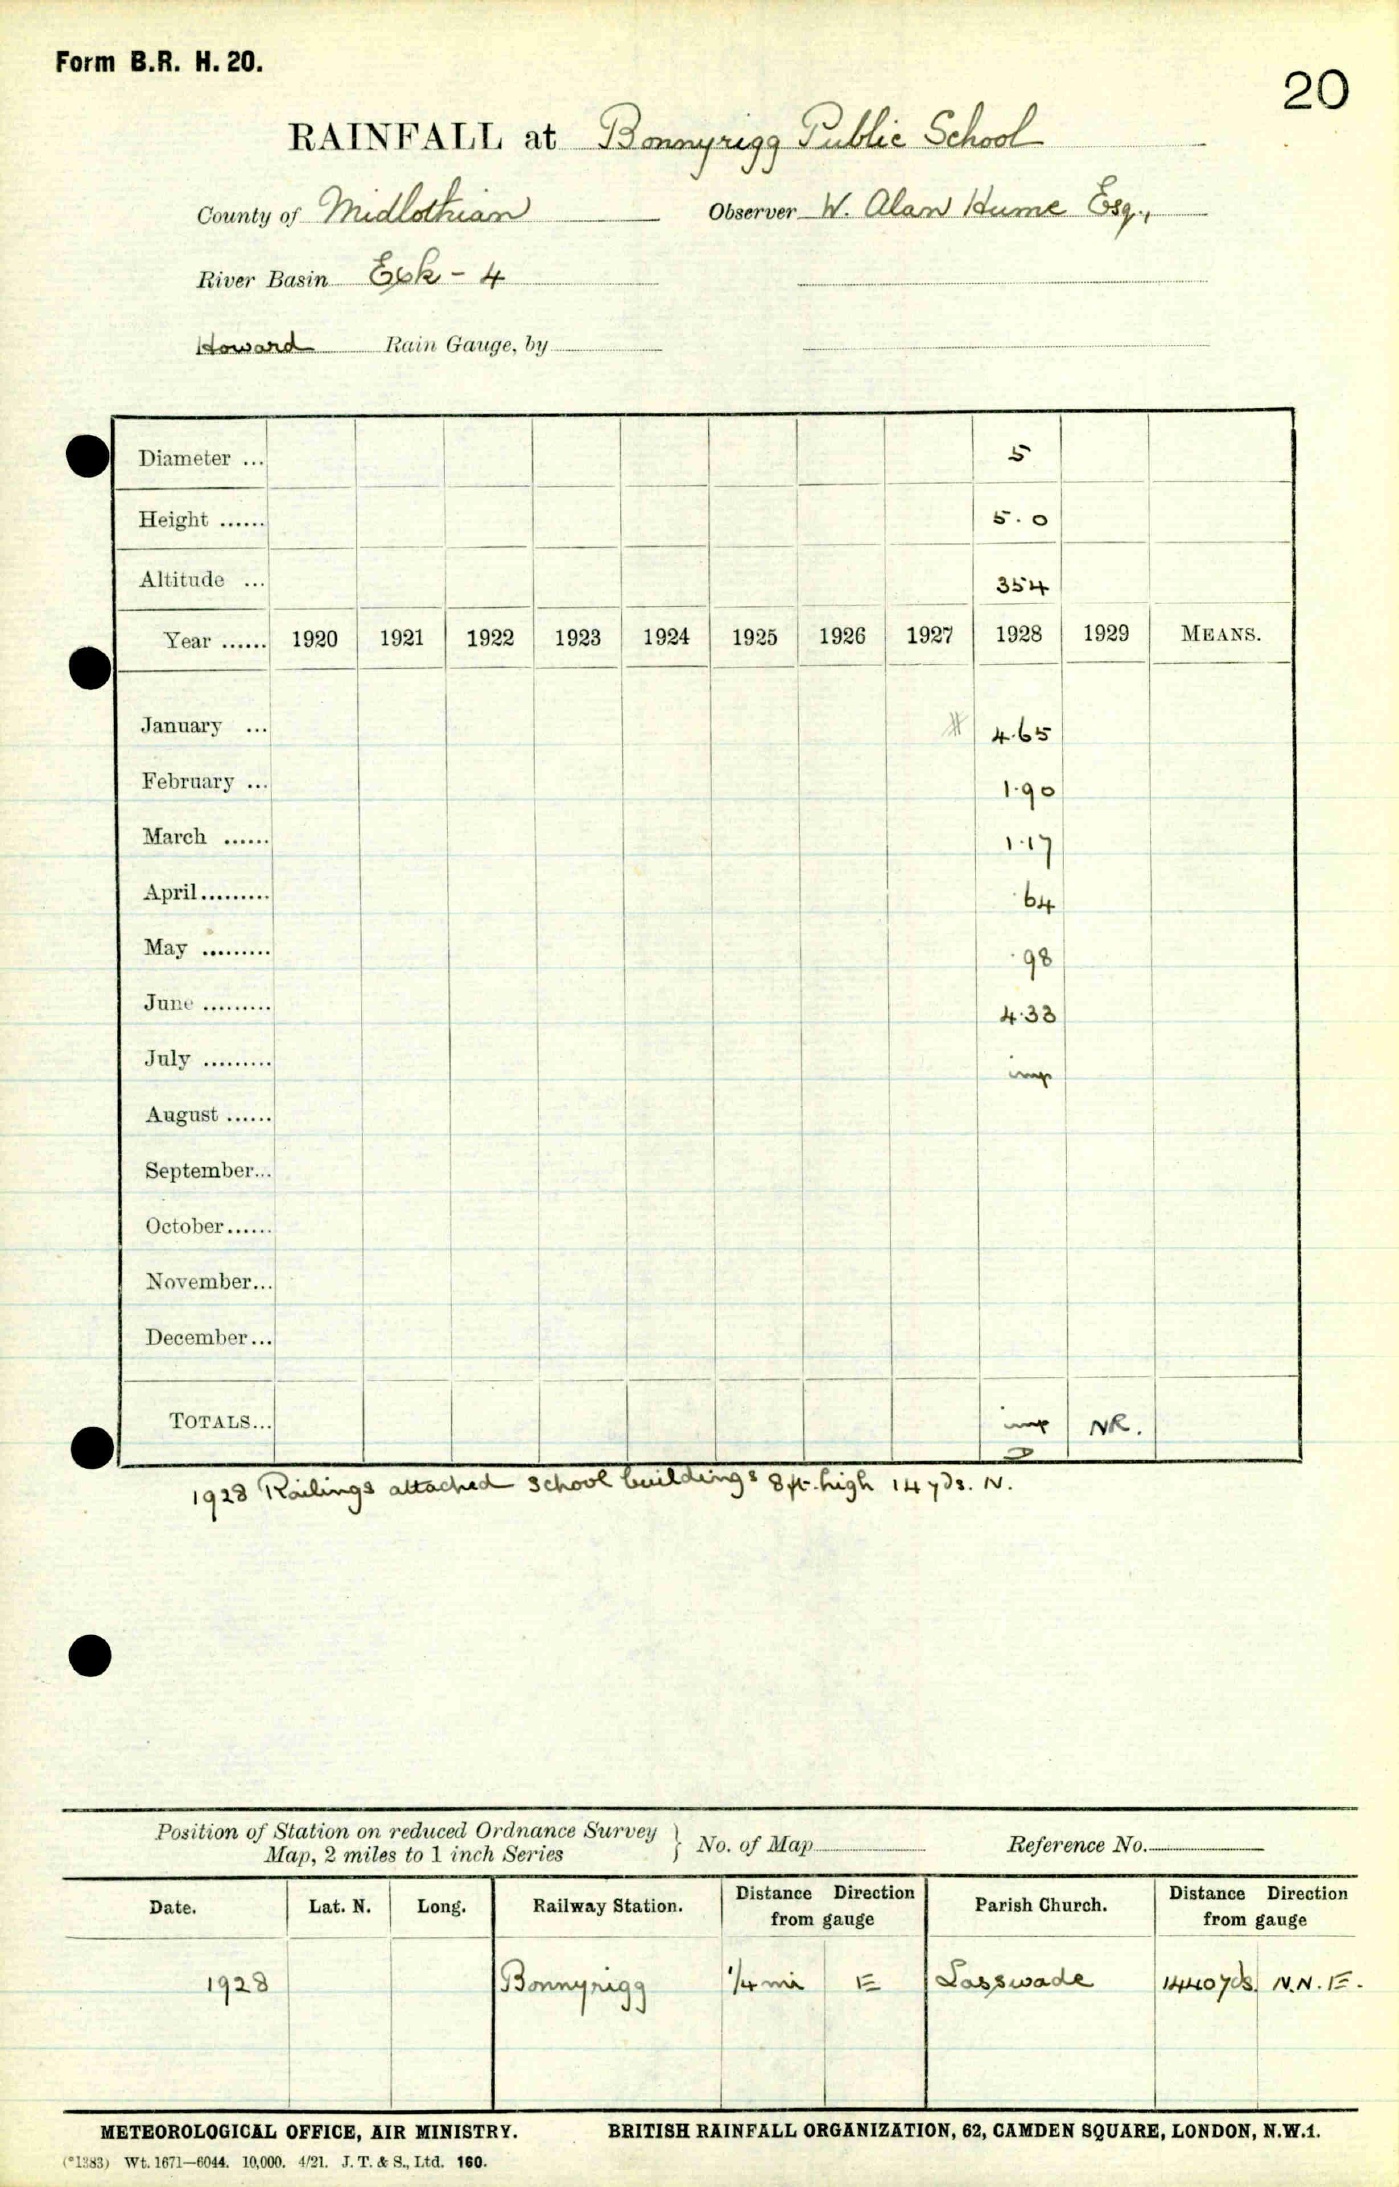 Form B.R. H. 20.
20
RAINFALL at Bonnyrigg Public School
County of Midlothian Observer W. Alan Hume Esq.,
River Basin Esk - 4
Howard Rain Gauge, by
Diameter ... 5
Height ...... 5.0
Altitude ... 354
Year ...... 1920 1921 1922 1923 1924 1925 1926 1927 1928 1929 MEANS.
January ... # 4.65
February ... 1.90
March ...... 1.17
April......... .64
May ......... .98
June ......... 4.33
July ......... imp
August ......
September...
October......
November...
December...
TOTALS... imp NR.
D
1928 Railings attached School buildings 8ft. high 14 yds. N.
Position of Station on reduced Ordnance Survey
Map, 2 miles to 1 inch Series } No. of Map Reference No.
Date. Lat. N. Long. Railway Station. Distance Direction from gauge Parish Church. Distance Direction from gauge
1928 Bonnyrigg 1/4 mi E Lasswade 1440 yds. N.N.E.
METEOROLOGICAL OFFICE, AIR MINISTRY. BRITISH RAINFALL ORGANIZATION, 62, CAMDEN SQUARE, LONDON, N.W.1.
(*1383) Wt. 1671—6044. 10,000. 4/21. J. T. & S., Ltd. 160.